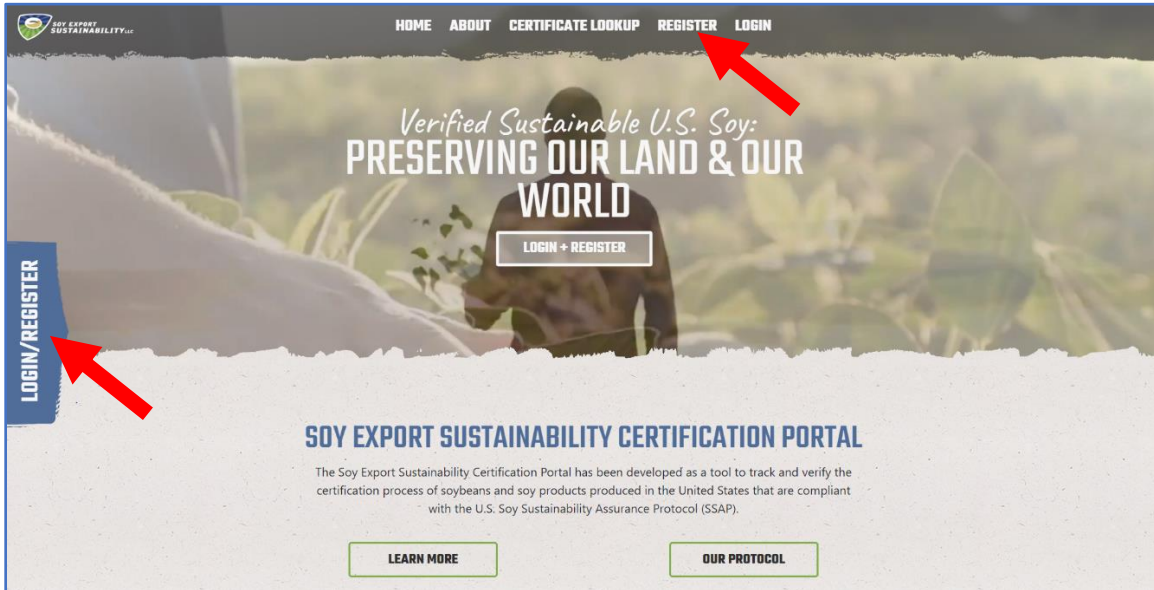 SOY EXPORT
SUSTAINABILITY LLC
HOME ABOUT CERTIFICATE LOOKUP REGISTER LOGIN
Verified Sustainable U.S. Soy:
PRESERVING OUR LAND & OUR
WORLD
LOGIN + REGISTER
LOGIN/REGISTER
SOY EXPORT SUSTAINABILITY CERTIFICATION PORTAL
The Soy Export Sustainability Certification Portal has been developed as a tool to track and verify the
certification process of soybeans and soy products produced in the United States that are compliant
with the U.S. Soy Sustainability Assurance Protocol (SSAP).
LEARN MORE OUR PROTOCOL